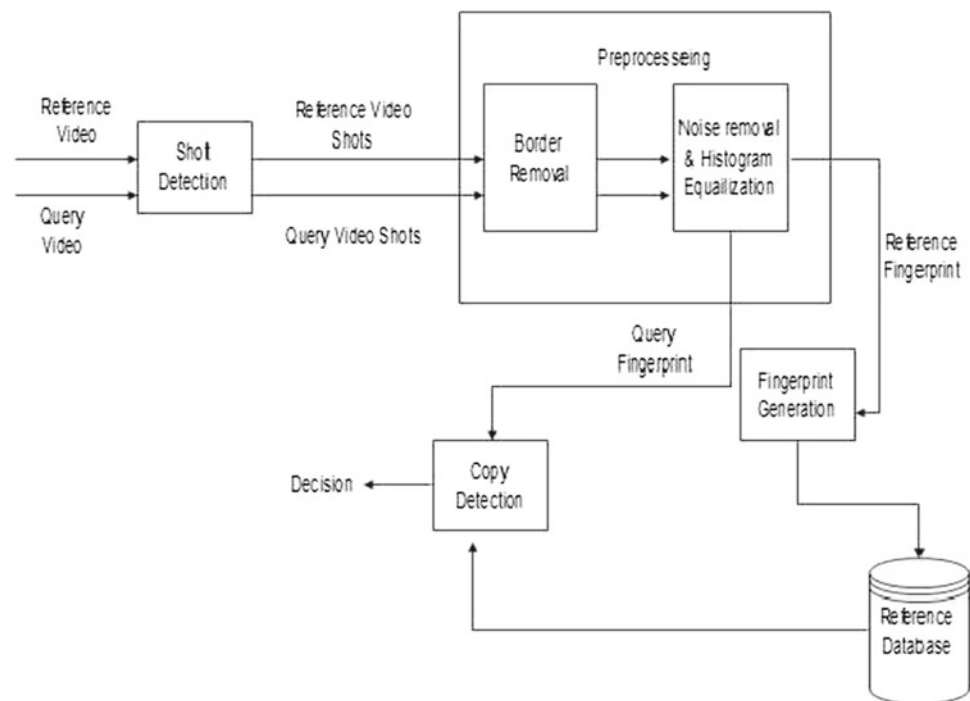 Preprocesseing
Reference
Video
Shot
Detection
Query
Video
Reference Video
Shots
Query Video Shots
Border
Removal
Noise removal
& Histogram
Equailization
Reference
Fingerprint
Query
Fingerprint
Fingerprint
Generation
Copy
Detection
Decision
Reference
Database